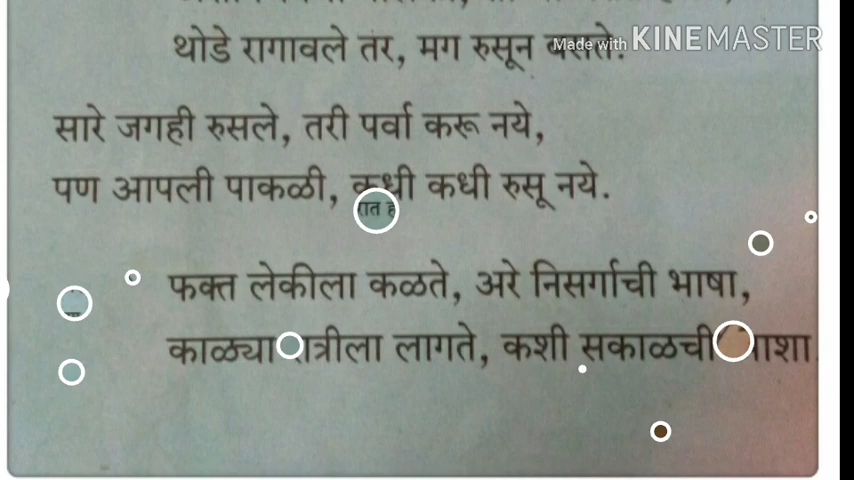 थोडे रागावले तर, मग रुसून बसते.
Made with KINEMASTER
सारे जगही रुसले, तरी पर्वा करू नये,
पण आपली पाकळी, कधी कधी रुसू नये.
फक्त लेकीला कळते, अरे निसर्गाची भाषा,
काळ्या रात्रीला लागते, कशी सकाळची